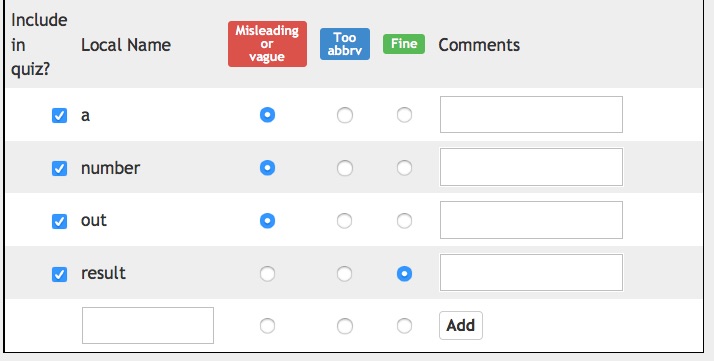 Include
in
quiz?
Local Name
Misleading
or
vague
Too
abbrv
Fine
Comments
a
number
out
result
Add